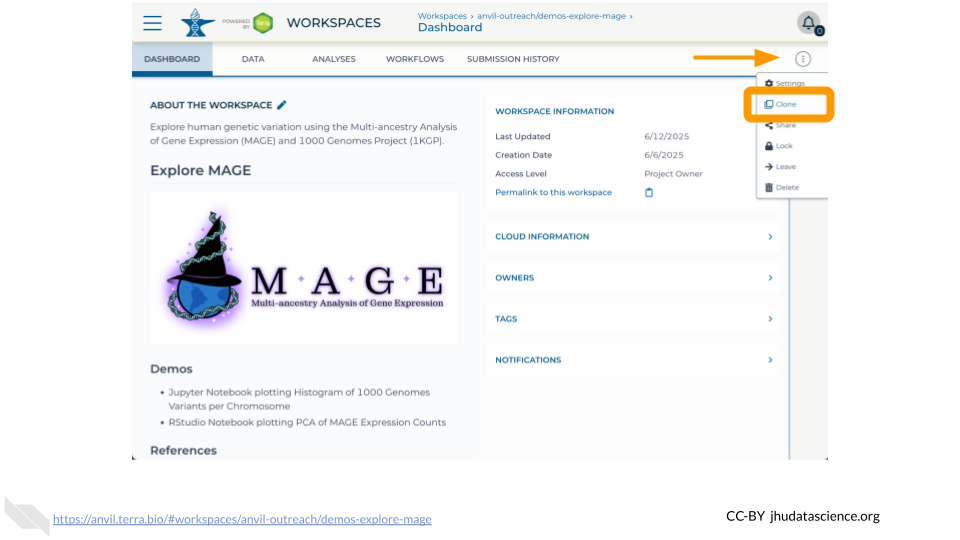 POWERED
BY
Terra
WORKSPACES
Workspaces › anvil-outreach/demos-explore-mage ›
Dashboard
0
DASHBOARD
DATA
ANALYSES
WORKFLOWS
SUBMISSION HISTORY
Settings
Clone
Share
Lock
Leave
Delete
ABOUT THE WORKSPACE
Explore human genetic variation using the Multi-ancestry Analysis
of Gene Expression (MAGE) and 1000 Genomes Project (1KGP).
Explore MAGE
M·A·G·E
Multi-ancestry Analysis of Gene Expression
Demos
• Jupyter Notebook plotting Histogram of 1000 Genomes
Variants per Chromosome
• RStudio Notebook plotting PCA of MAGE Expression Counts
References
WORKSPACE INFORMATION
Last Updated 6/12/2025
Creation Date 6/6/2025
Access Level Project Owner
Permalink to this workspace
CLOUD INFORMATION
OWNERS
TAGS
NOTIFICATIONS
https://anvil.terra.bio/#workspaces/anvil-outreach/demos-explore-mage
CC-BY jhudatascience.org